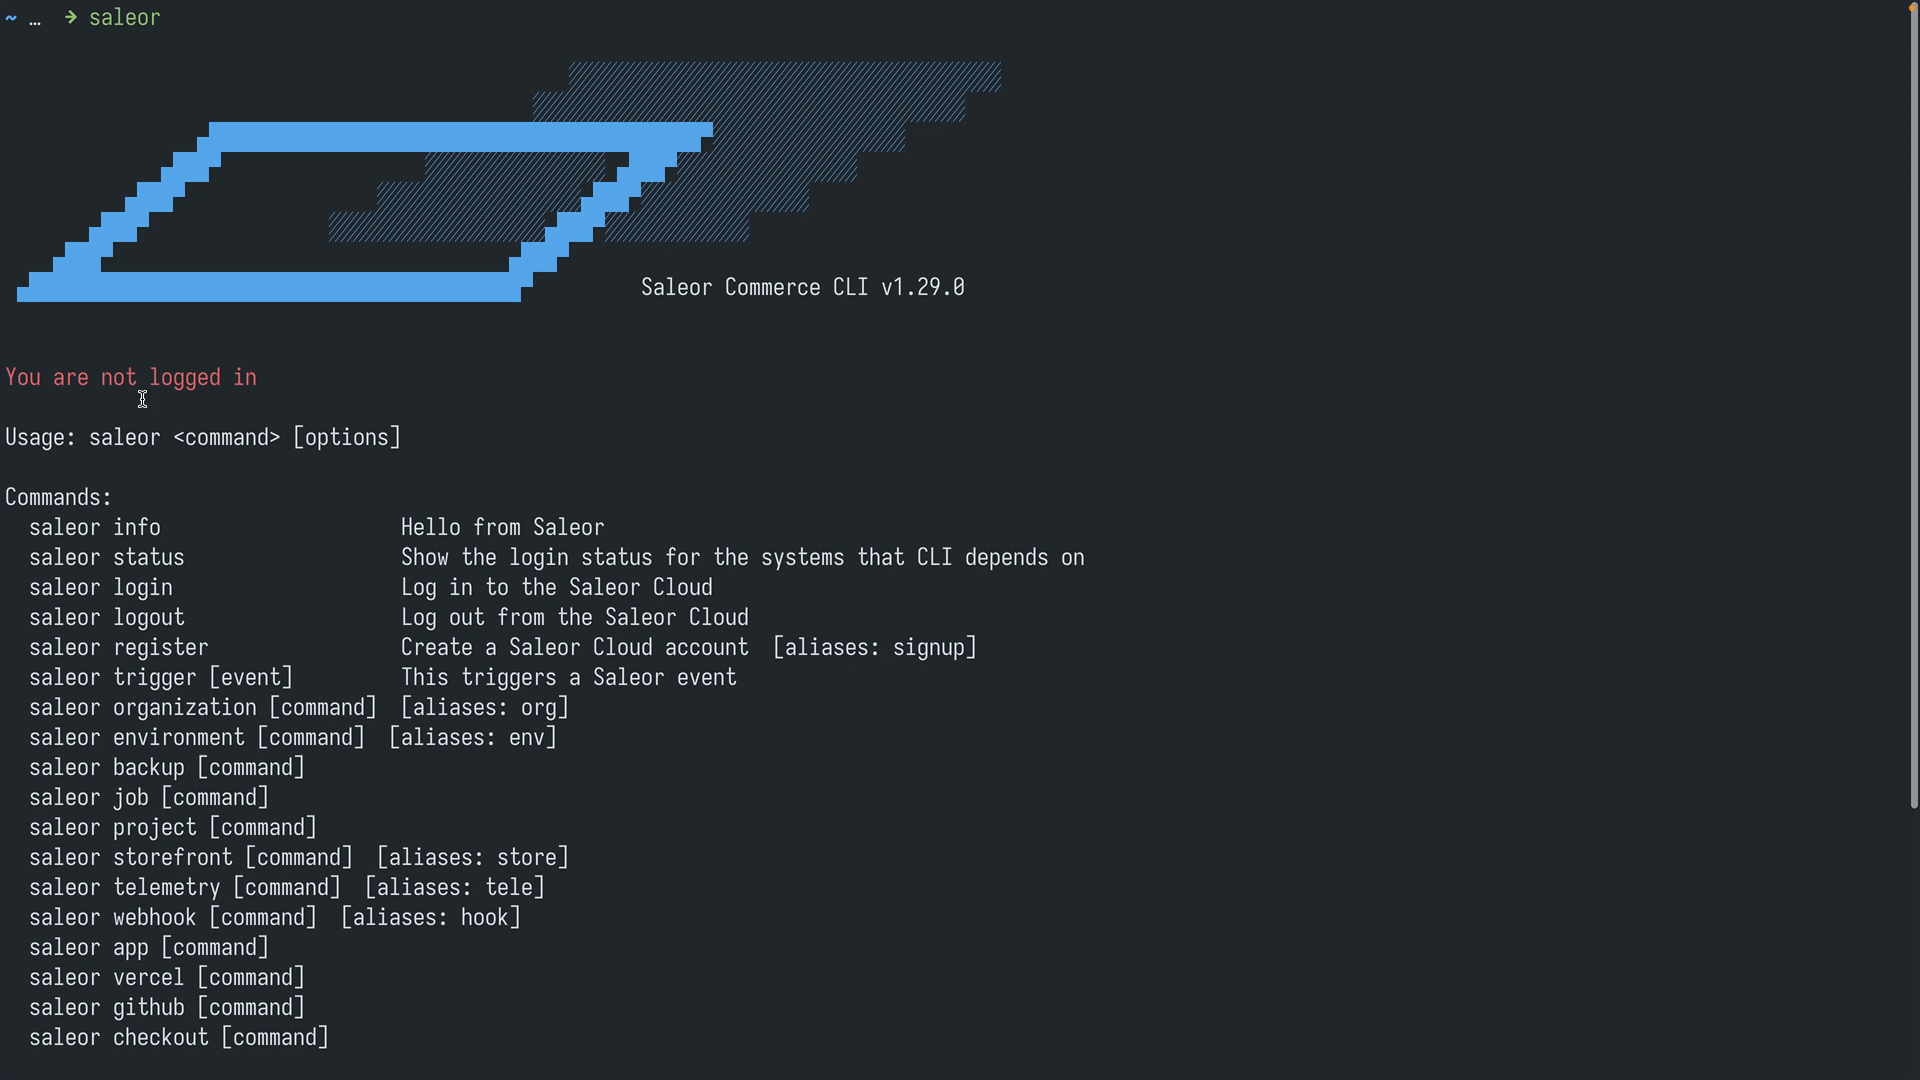 ~ … → saleor
Saleor Commerce CLI v1.29.0
You are not logged in
Usage: saleor <command> [options]
Commands:
saleor info Hello from Saleor
saleor status Show the login status for the systems that CLI depends on
saleor login Log in to the Saleor Cloud
saleor logout Log out from the Saleor Cloud
saleor register Create a Saleor Cloud account [aliases: signup]
saleor trigger [event] This triggers a Saleor event
saleor organization [command] [aliases: org]
saleor environment [command] [aliases: env]
saleor backup [command]
saleor job [command]
saleor project [command]
saleor storefront [command] [aliases: store]
saleor telemetry [command] [aliases: tele]
saleor webhook [command] [aliases: hook]
saleor app [command]
saleor vercel [command]
saleor github [command]
saleor checkout [command]